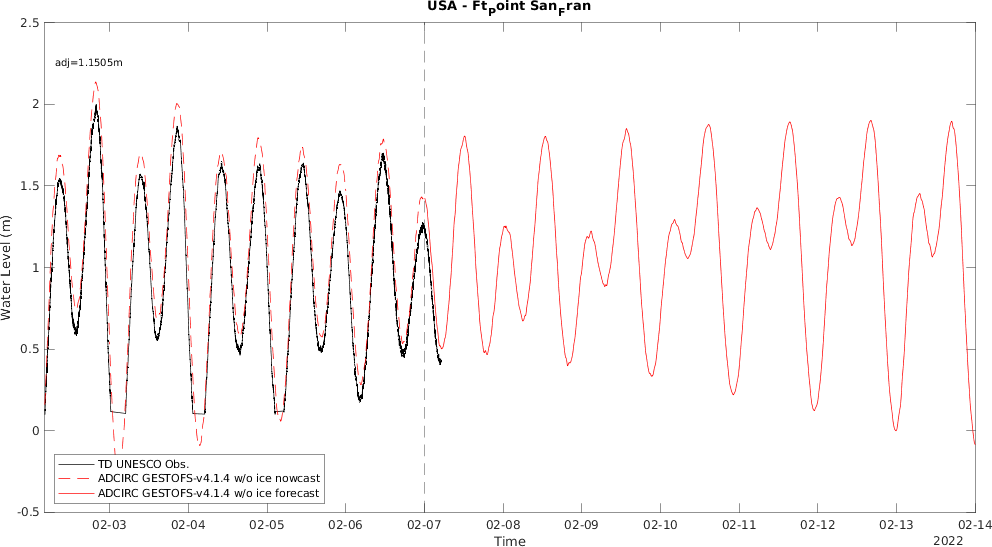 USA - Ft_Point San_Fran
2.5
adj=1.1505m
2
1.5
1
0.5
0
-0.5
Water Level (m)
TD UNESCO Obs.
ADCIRC GESTOFS-v4.1.4 w/o ice nowcast
ADCIRC GESTOFS-v4.1.4 w/o ice forecast
02-03 02-04 02-05 02-06 02-07 02-08 02-09 02-10 02-11 02-12 02-13 02-14
Time
2022